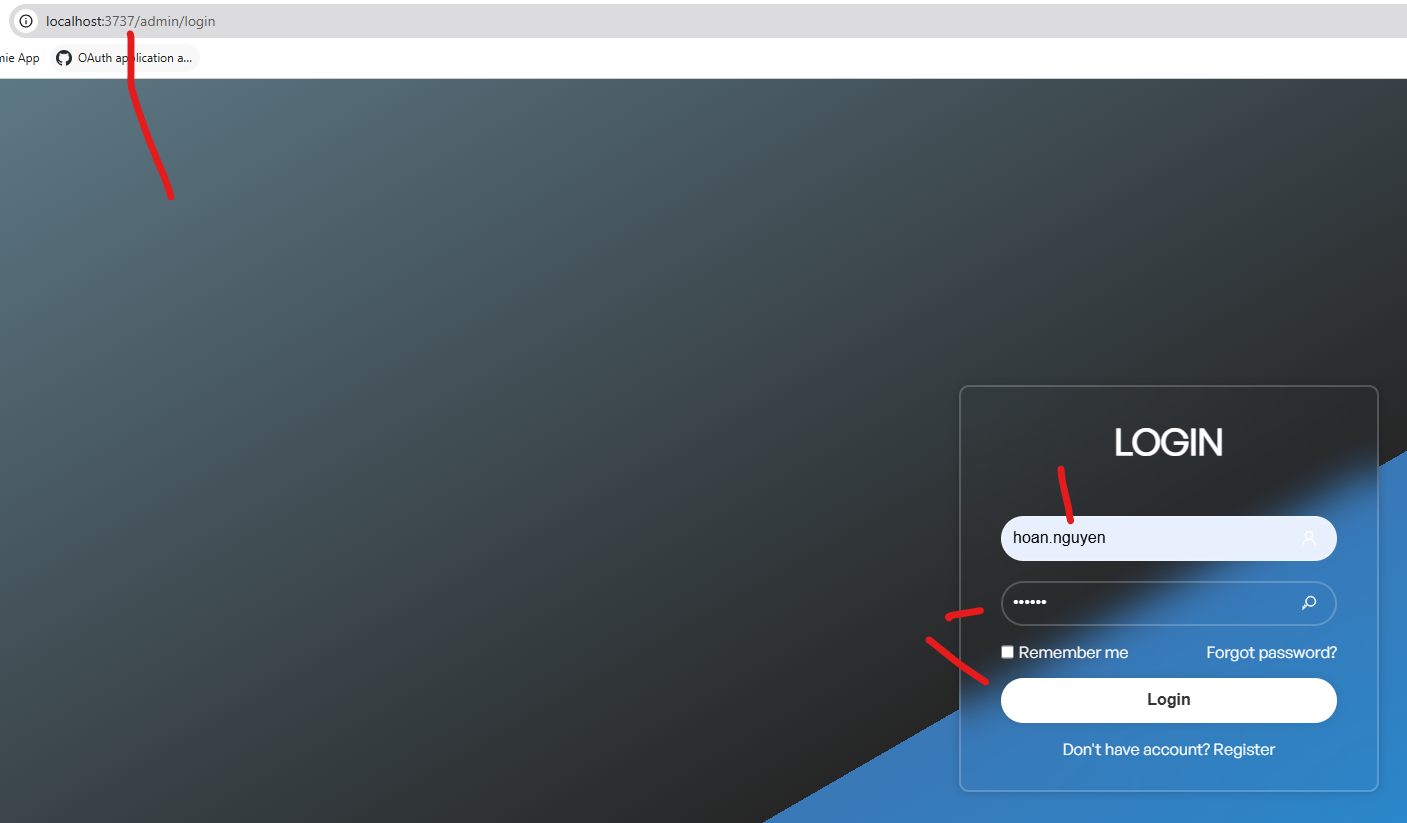 localhost:3737/admin/login
mie App OAuth application a...
LOGIN
hoan.nguyen
••••••
Remember me Forgot password?
Login
Don't have account? Register